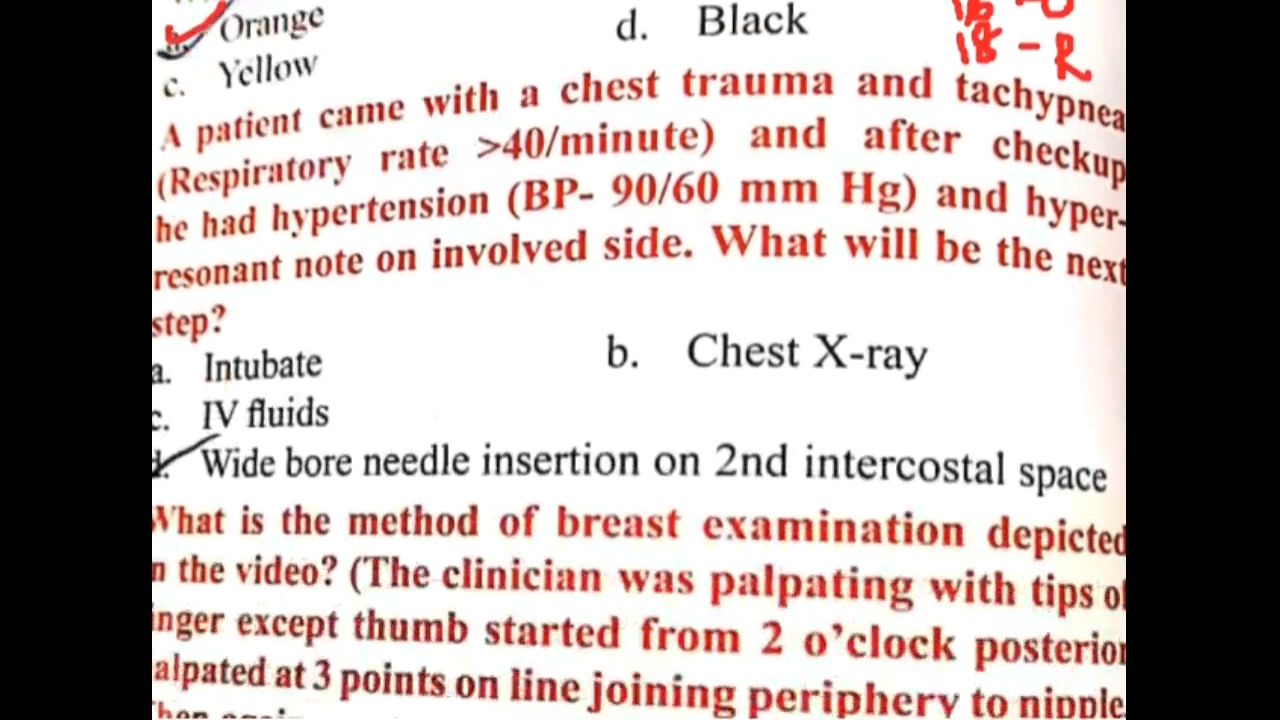 Orange
d. Black
18 - R
c. Yellow
A patient came with a chest trauma and tachypnea
(Respiratory rate >40/minute) and after checkup
he had hypertension (BP- 90/60 mm Hg) and hyper-
resonant note on involved side. What will be the next
step?
a. Intubate
b. Chest X-ray
c. IV fluids
Wide bore needle insertion on 2nd intercostal space
What is the method of breast examination depicted
the video? (The clinician was palpating with tips of
except thumb started from 2 o'clock posterior
alpated at 3 points on line joining periphery to nipple